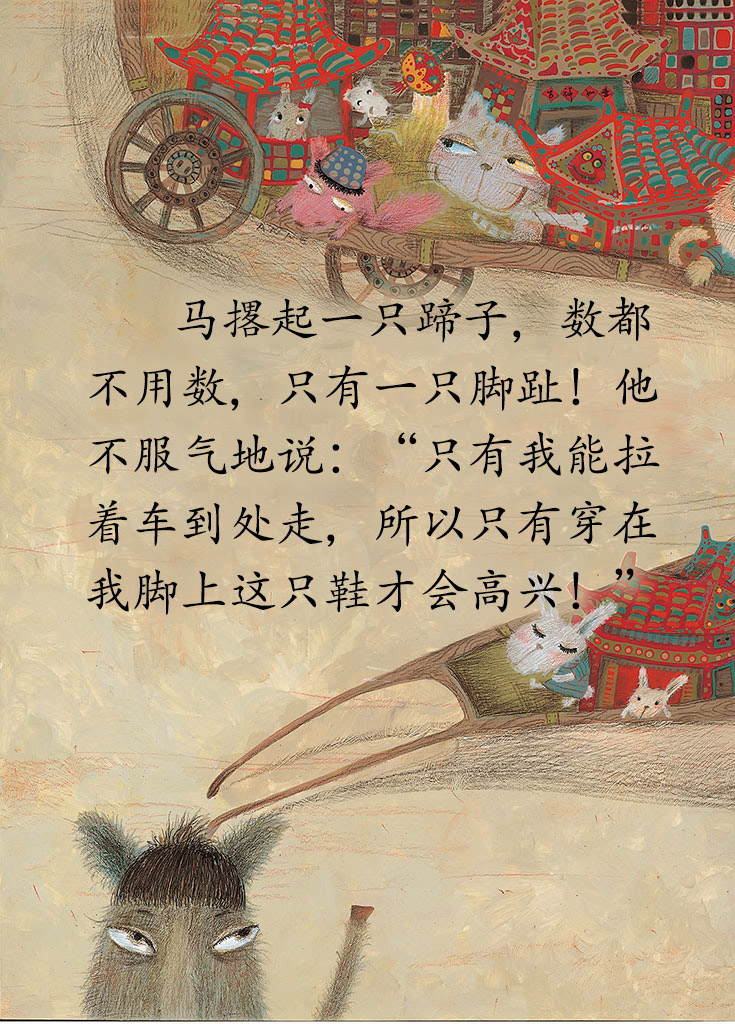 马撂起一只蹄子，数都
不用数，只有一只脚趾！他
不服气地说：“只有我能拉
着车到处走，所以只有穿在
我脚上这只鞋才会高兴！”